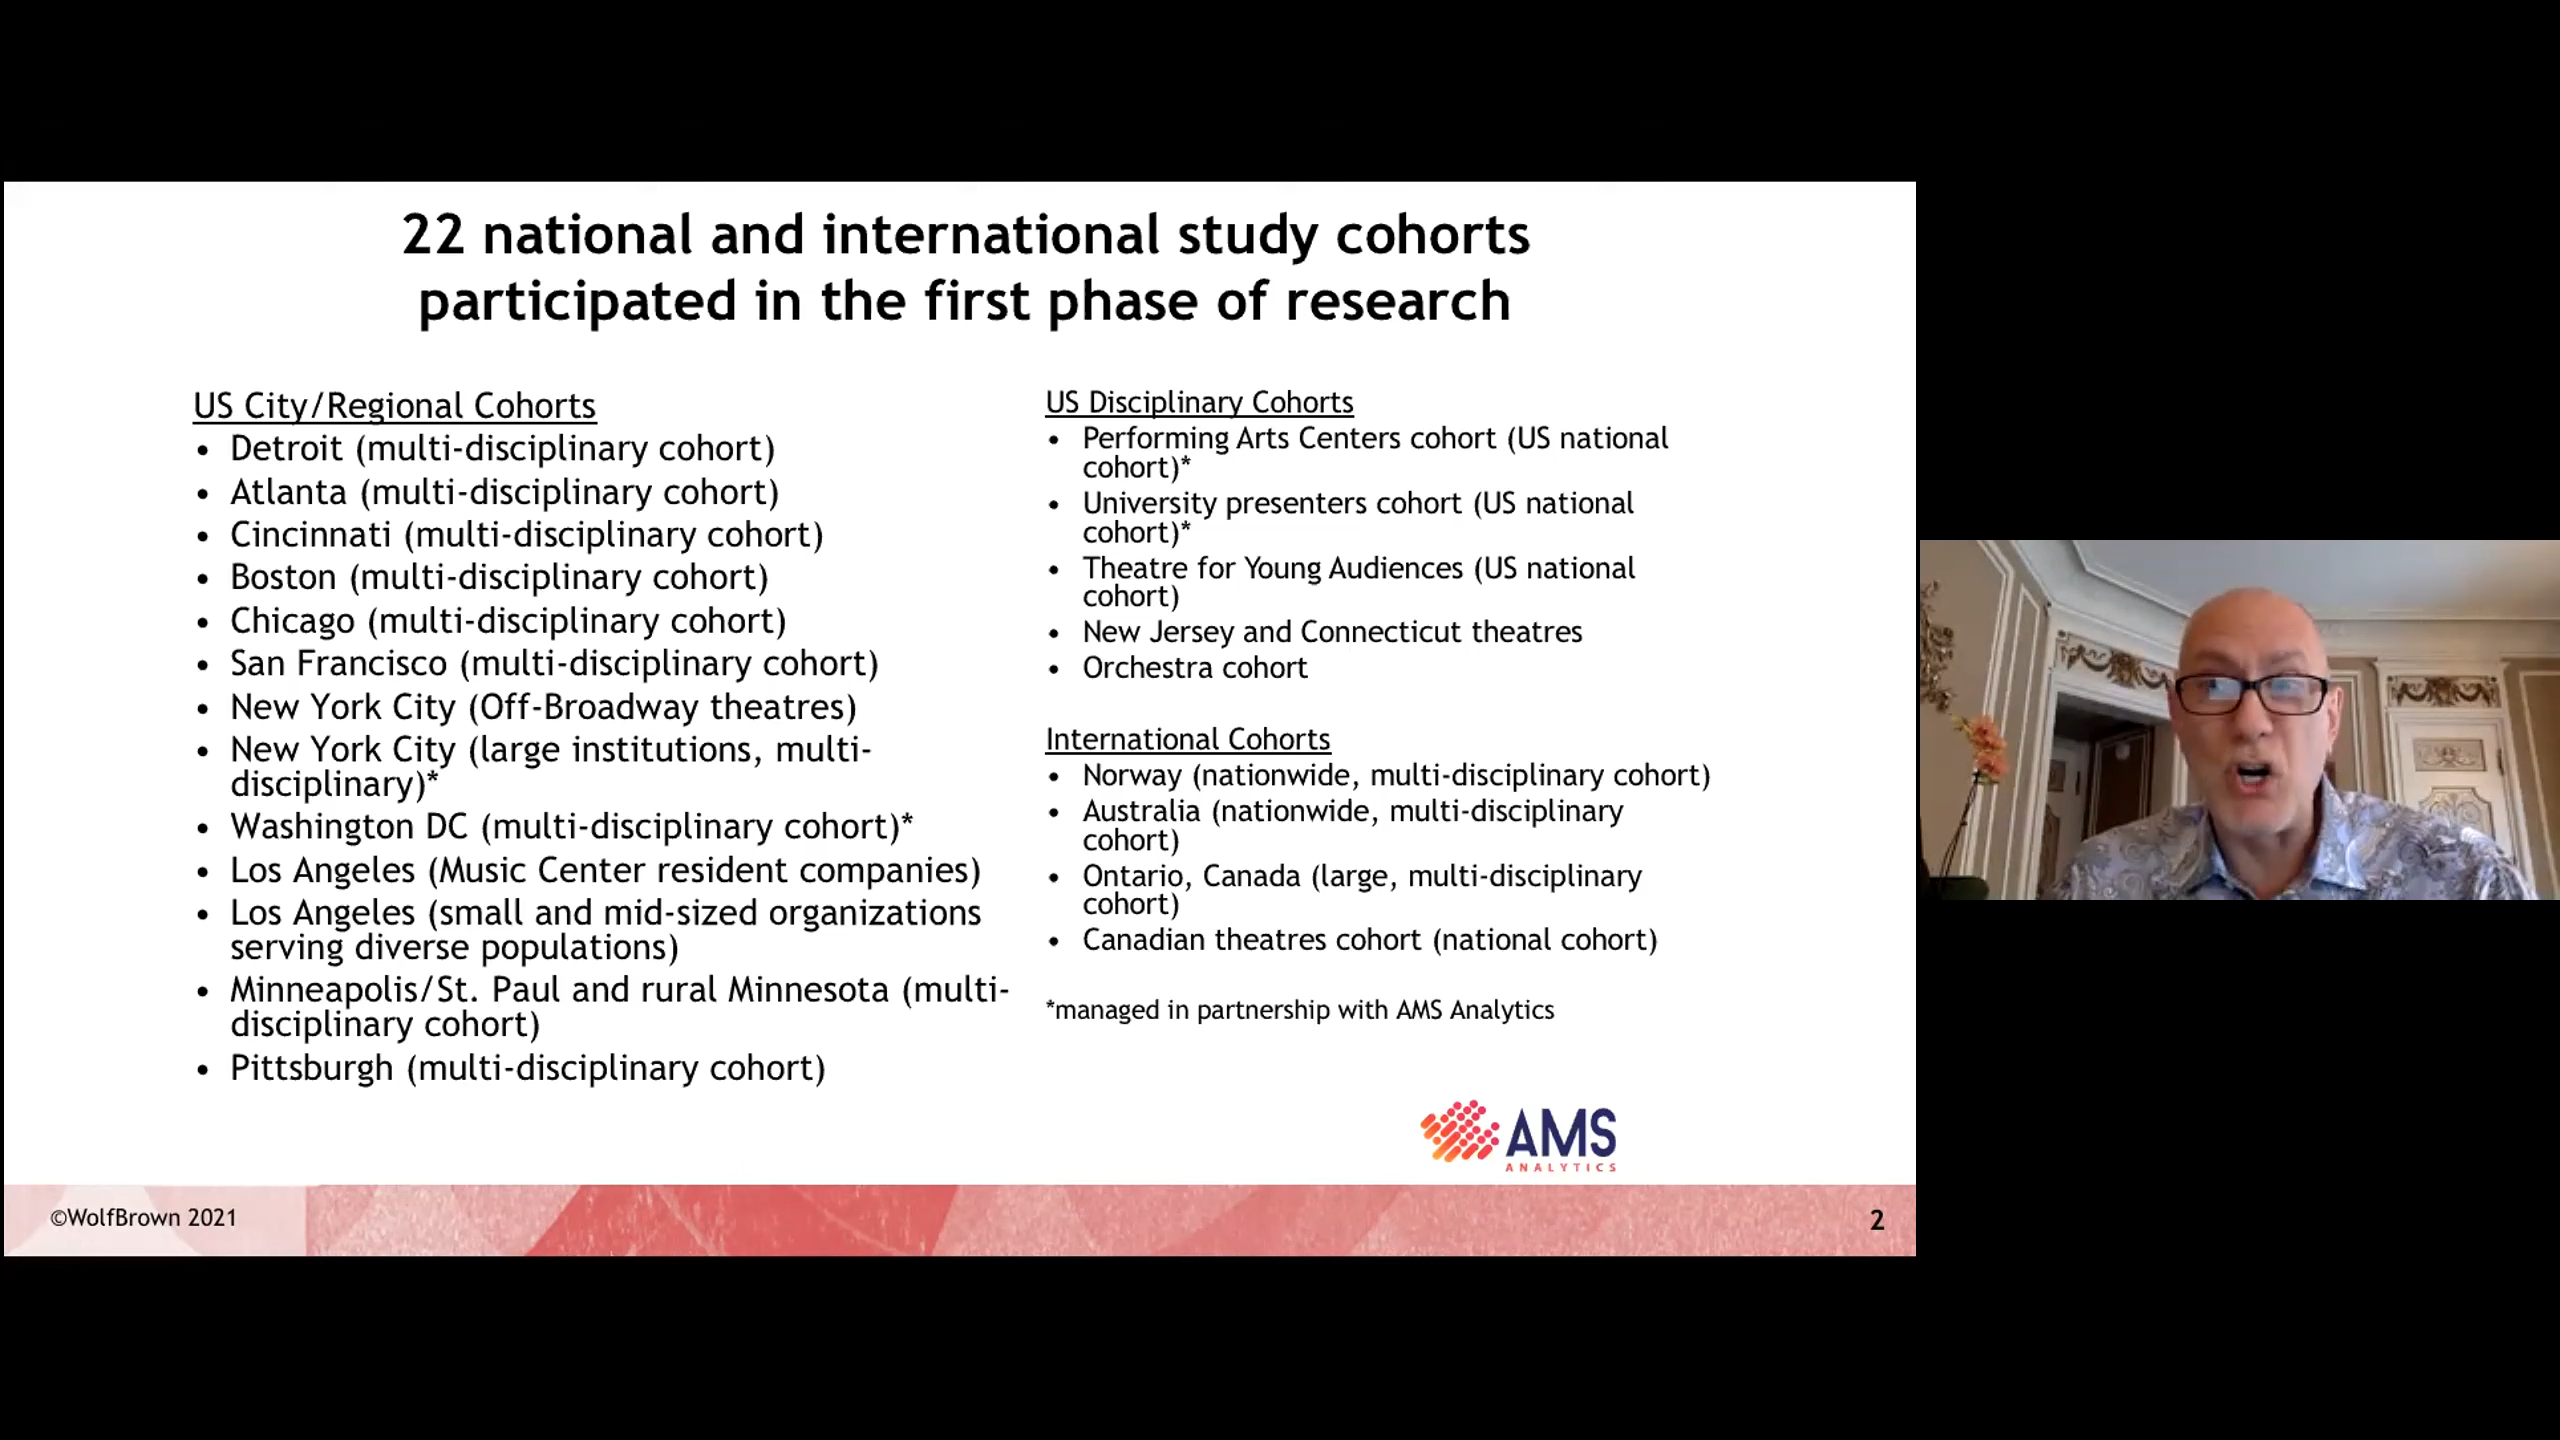 22 national and international study cohorts
participated in the first phase of research
US City/Regional Cohorts
• Detroit (multi-disciplinary cohort)
• Atlanta (multi-disciplinary cohort)
• Cincinnati (multi-disciplinary cohort)
• Boston (multi-disciplinary cohort)
• Chicago (multi-disciplinary cohort)
• San Francisco (multi-disciplinary cohort)
• New York City (Off-Broadway theatres)
• New York City (large institutions, multi-
disciplinary)*
• Washington DC (multi-disciplinary cohort)*
• Los Angeles (Music Center resident companies)
• Los Angeles (small and mid-sized organizations
serving diverse populations)
• Minneapolis/St. Paul and rural Minnesota (multi-
disciplinary cohort)
• Pittsburgh (multi-disciplinary cohort)
US Disciplinary Cohorts
• Performing Arts Centers cohort (US national
cohort)*
• University presenters cohort (US national
cohort)*
• Theatre for Young Audiences (US national
cohort)
• New Jersey and Connecticut theatres
• Orchestra cohort
International Cohorts
• Norway (nationwide, multi-disciplinary cohort)
• Australia (nationwide, multi-disciplinary
cohort)
• Ontario, Canada (large, multi-disciplinary
cohort)
• Canadian theatres cohort (national cohort)
*managed in partnership with AMS Analytics
AMS
ANALYTICS
©WolfBrown 2021
2